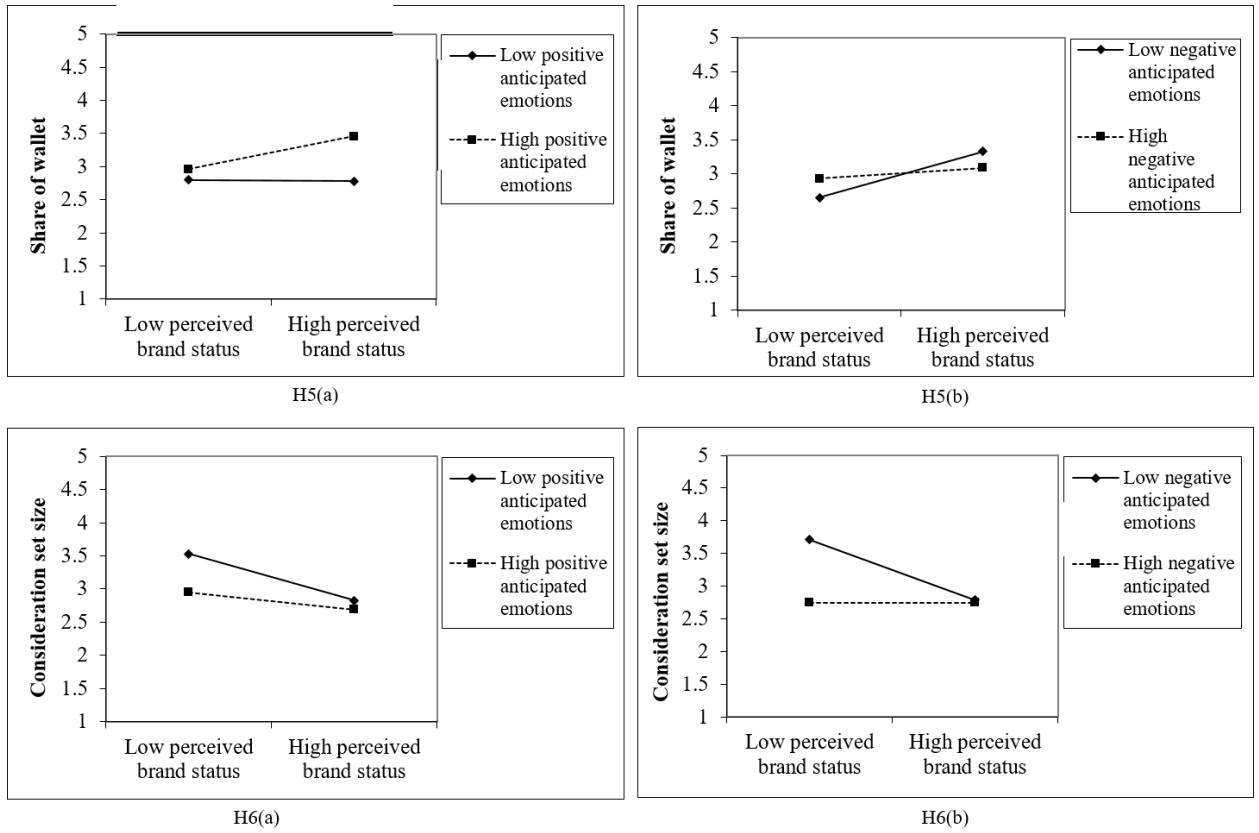 5
4.5
4
3.5
3
2.5
2
1.5
1
Share of wallet
Low perceived
brand status
High perceived
brand status
Low positive
anticipated
emotions
High positive
anticipated
emotions
H5(a)
5
4.5
4
3.5
3
2.5
2
1.5
1
Share of wallet
Low perceived
brand status
High perceived
brand status
Low negative
anticipated
emotions
High
negative
anticipated
emotions
H5(b)
5
4.5
4
3.5
3
2.5
2
1.5
1
Consideration set size
Low perceived
brand status
High perceived
brand status
Low positive
anticipated
emotions
High positive
anticipated
emotions
H6(a)
5
4.5
4
3.5
3
2.5
2
1.5
1
Consideration set size
Low perceived
brand status
High perceived
brand status
Low negative
anticipated
emotions
High negative
anticipated
emotions
H6(b)